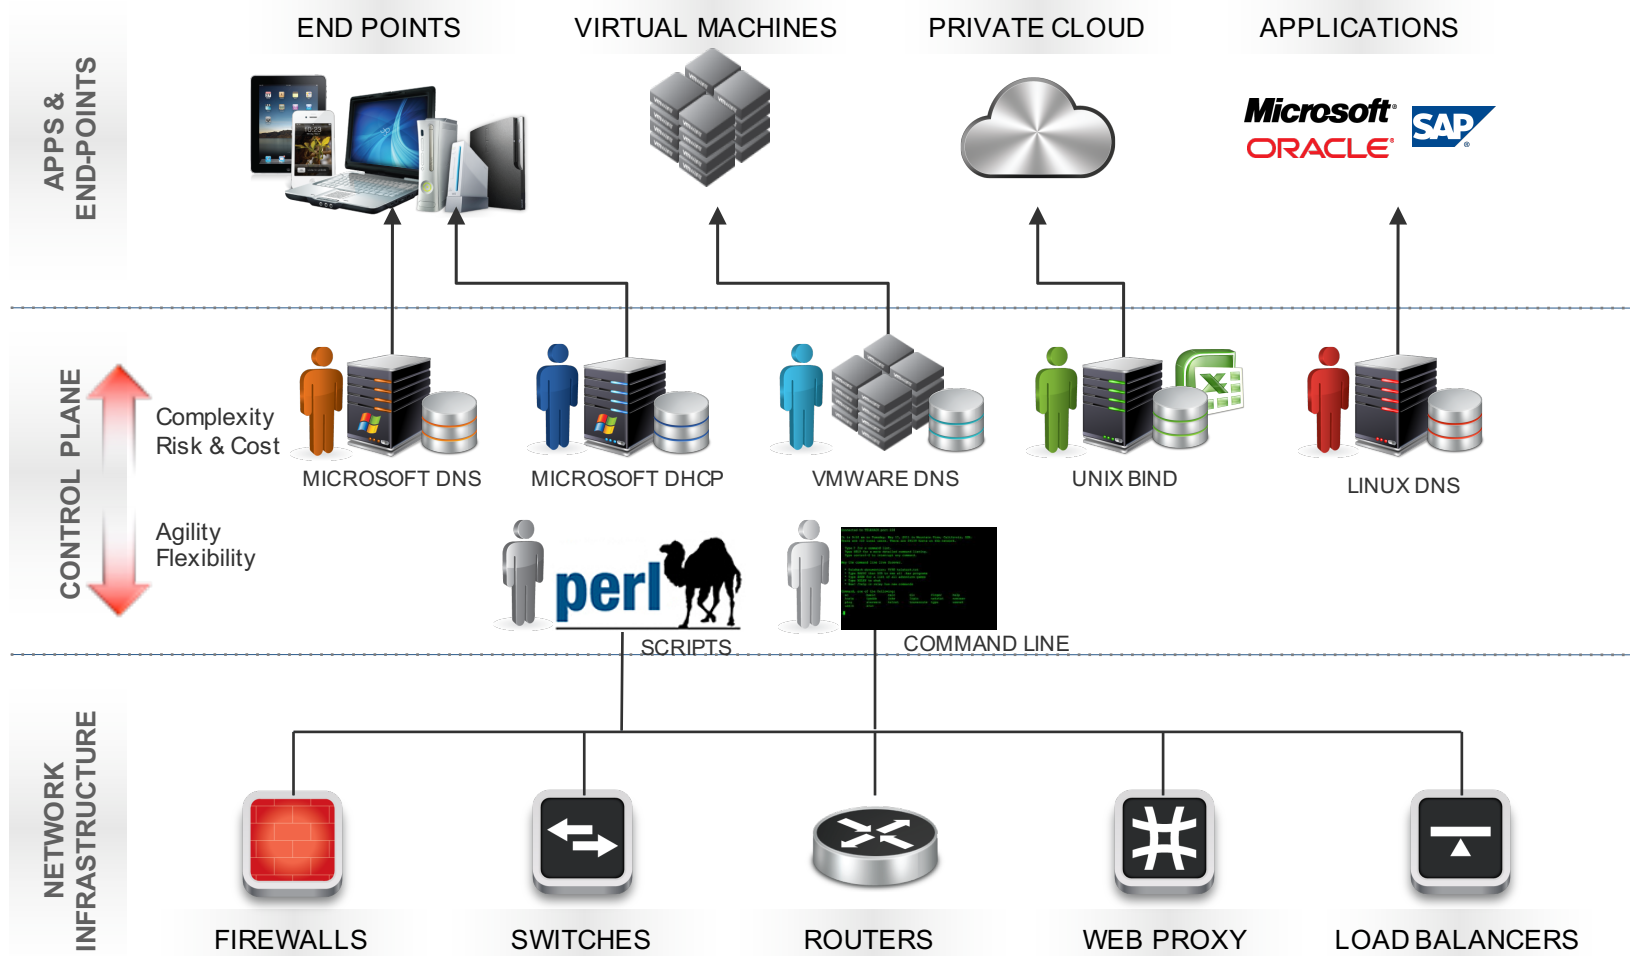 END POINTS
VIRTUAL MACHINES
PRIVATE CLOUD
APPLICATIONS
APPS &
END-POINTS
Microsoft
ORACLE
SAP
CONTROL PLANE
Complexity
Risk & Cost
Agility
Flexibility
MICROSOFT DNS
MICROSOFT DHCP
VMWARE DNS
UNIX BIND
LINUX DNS
perl
SCRIPTS
COMMAND LINE
NETWORK
INFRASTRUCTURE
FIREWALLS
SWITCHES
ROUTERS
WEB PROXY
LOAD BALANCERS